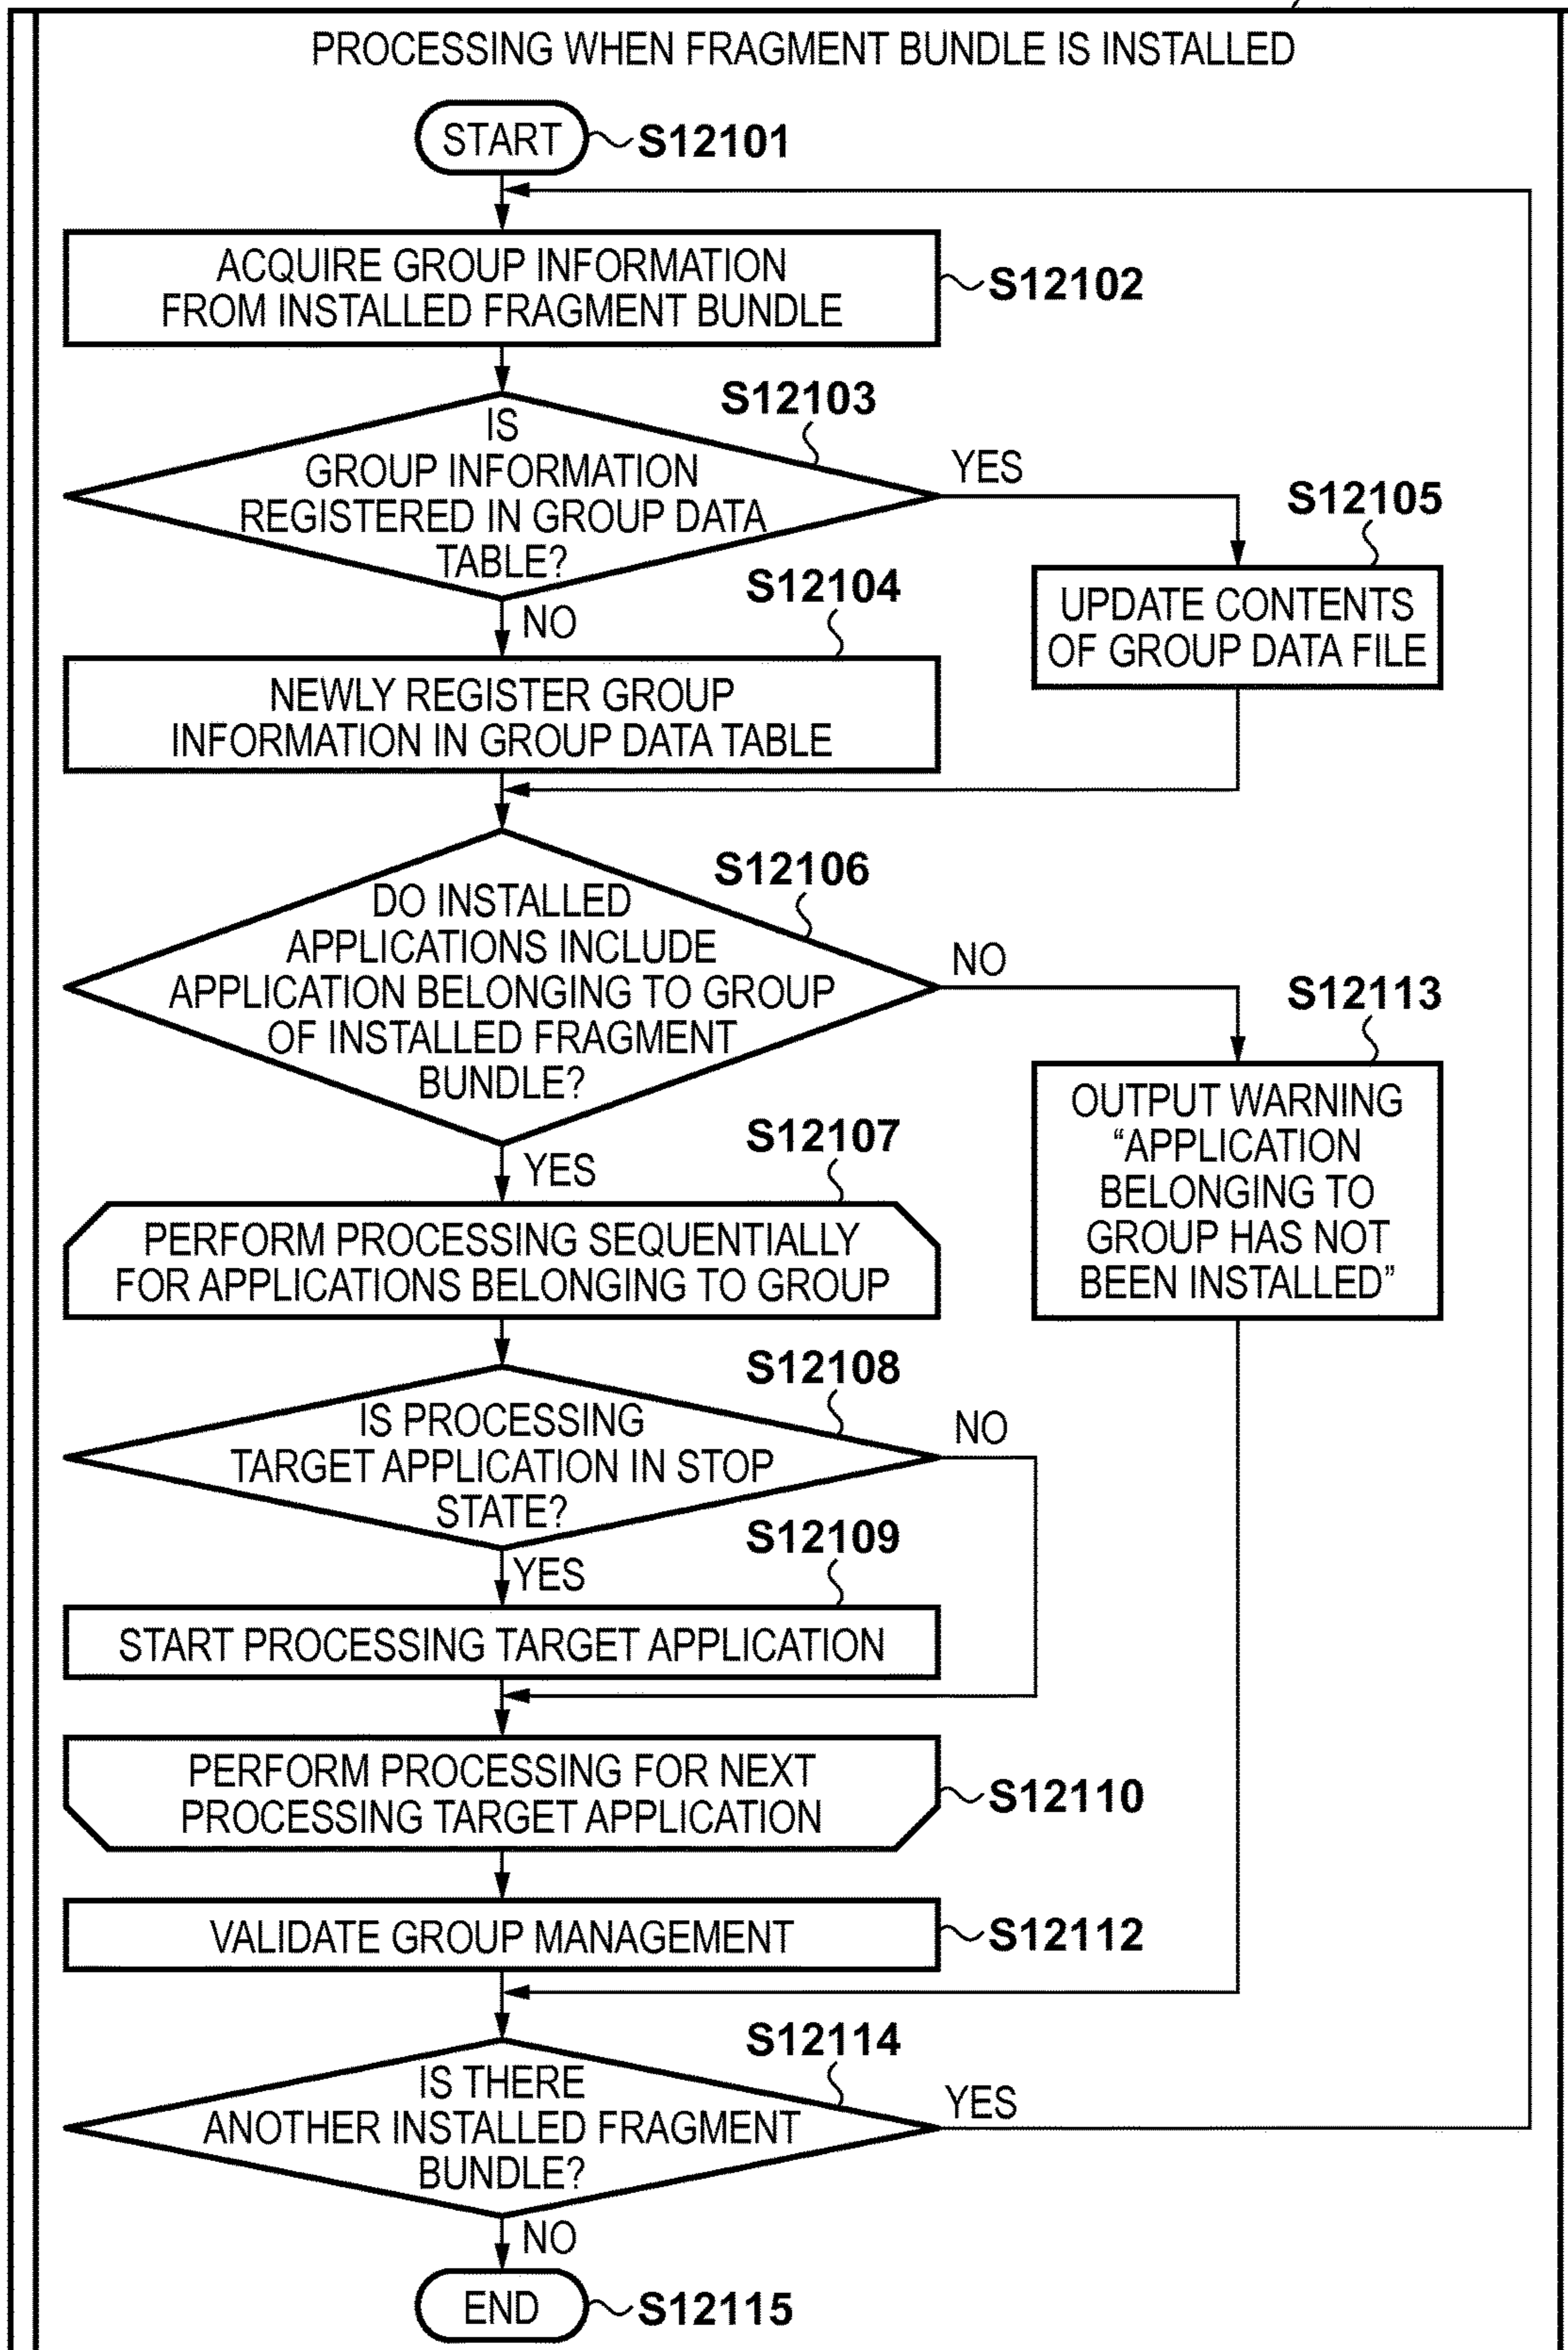 PROCESSING WHEN FRAGMENT BUNDLE IS INSTALLED
START
S12101
ACQUIRE GROUP INFORMATION
FROM INSTALLED FRAGMENT BUNDLE
S12102
S12103
IS
GROUP INFORMATION
REGISTERED IN GROUP DATA
TABLE?
YES
NO
S12105
UPDATE CONTENTS
OF GROUP DATA FILE
S12104
NEWLY REGISTER GROUP
INFORMATION IN GROUP DATA TABLE
S12106
DO INSTALLED
APPLICATIONS INCLUDE
APPLICATION BELONGING TO GROUP
OF INSTALLED FRAGMENT
BUNDLE?
NO
YES
S12113
OUTPUT WARNING
“APPLICATION
BELONGING TO
GROUP HAS NOT
BEEN INSTALLED”
S12107
PERFORM PROCESSING SEQUENTIALLY
FOR APPLICATIONS BELONGING TO GROUP
S12108
IS PROCESSING
TARGET APPLICATION IN STOP
STATE?
NO
YES
S12109
START PROCESSING TARGET APPLICATION
PERFORM PROCESSING FOR NEXT
PROCESSING TARGET APPLICATION
S12110
VALIDATE GROUP MANAGEMENT
S12112
S12114
IS THERE
ANOTHER INSTALLED FRAGMENT
BUNDLE?
YES
NO
END
S12115